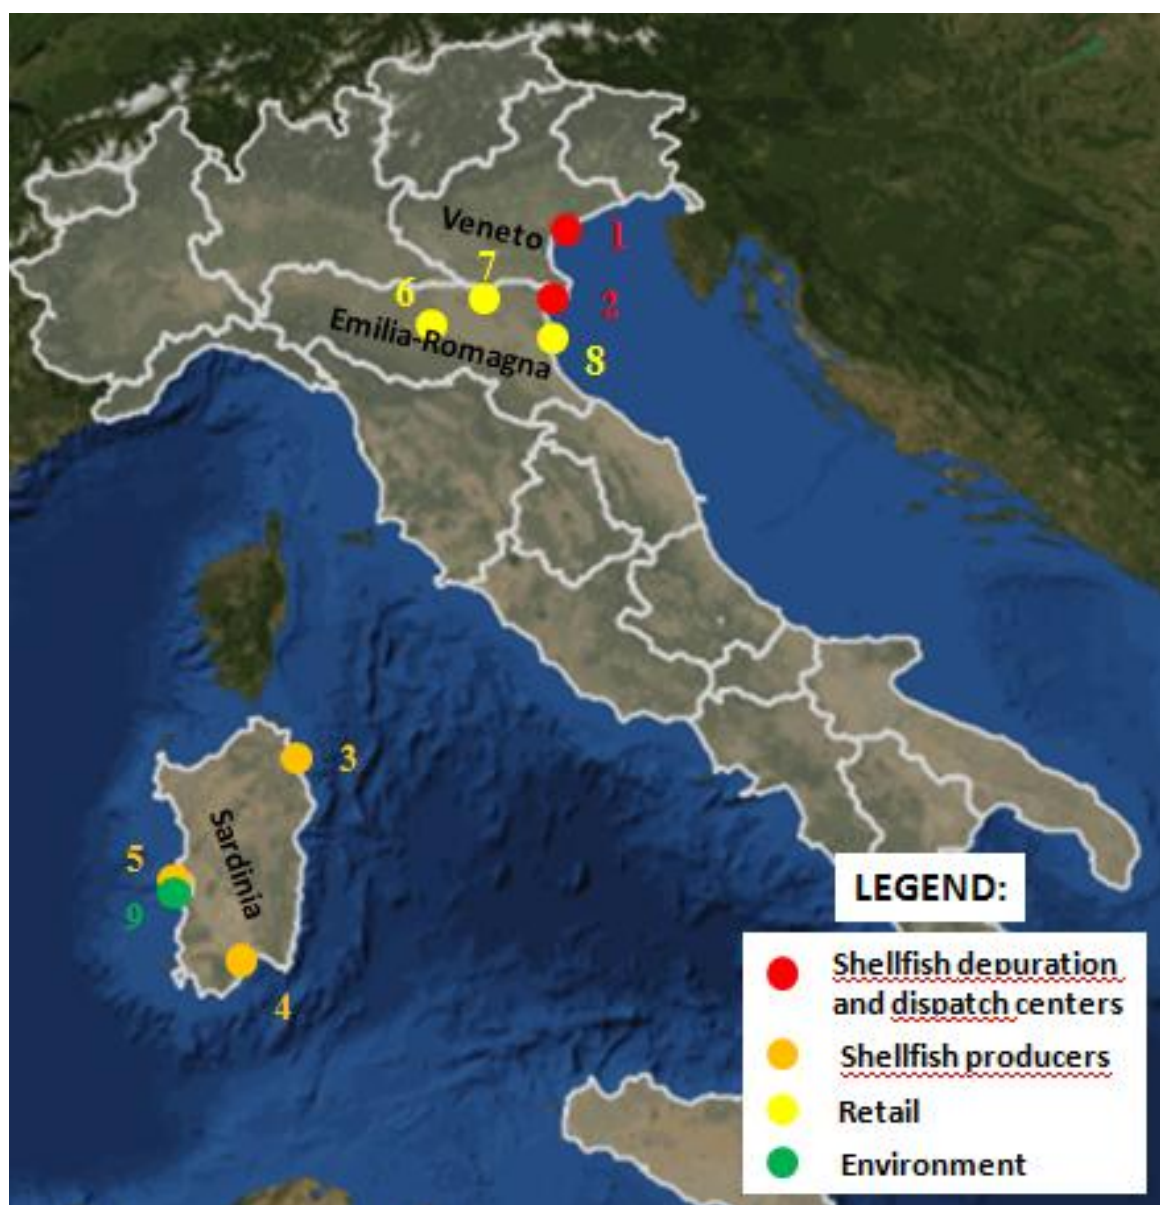 Veneto
1
7
6
2
Emilia-Romagna
8
3
5
Sardinia
9
4
LEGEND:
Shellfish depuration
and dispatch centers
Shellfish producers
Retail
Environment